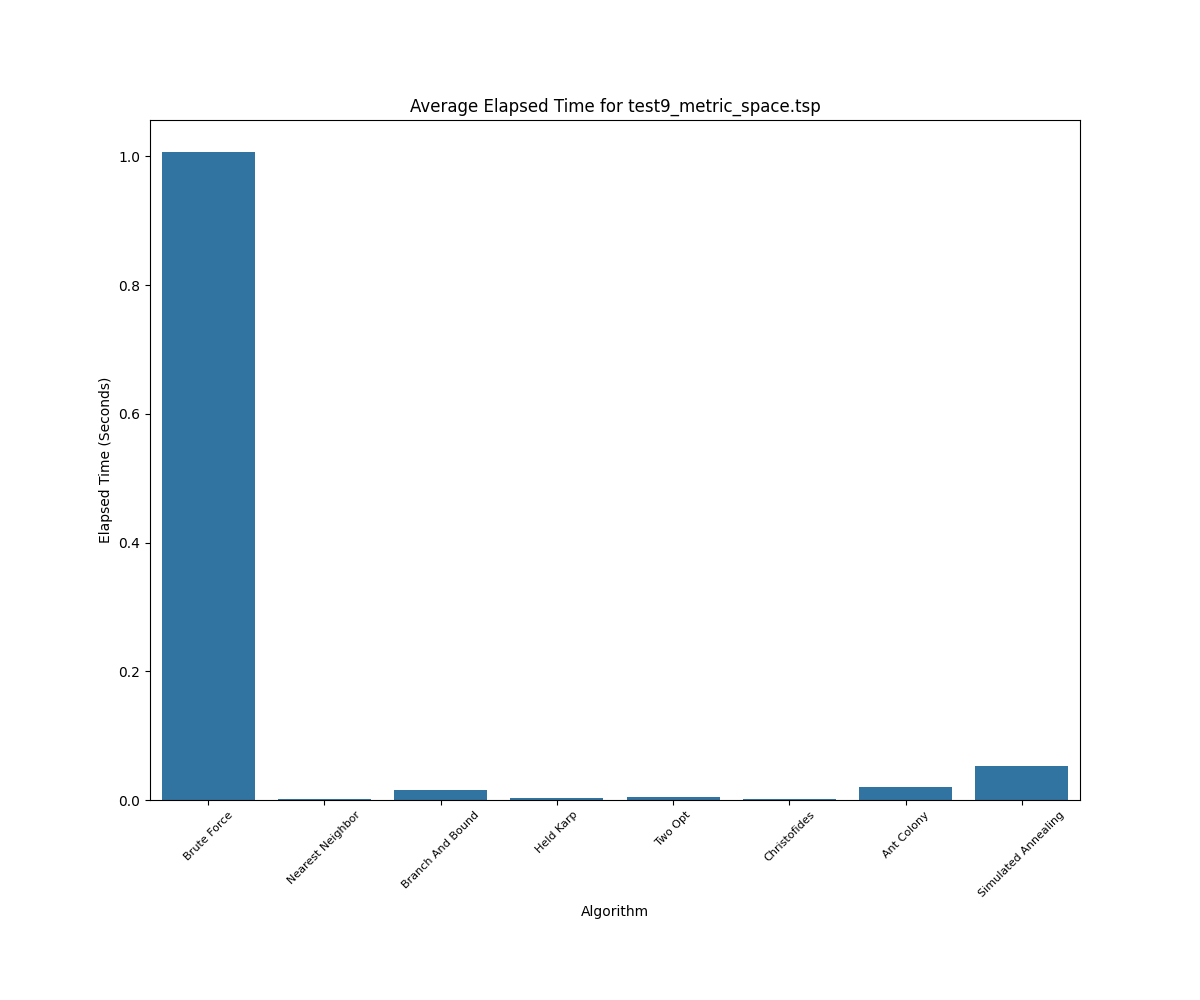 Average Elapsed Time for test9_metric_space.tsp
Elapsed Time (Seconds)
1.0
0.8
0.6
0.4
0.2
0.0
Brute Force
Nearest Neighbor
Branch And Bound
Held Karp
Two Opt
Christofides
Ant Colony
Simulated Annealing
Algorithm